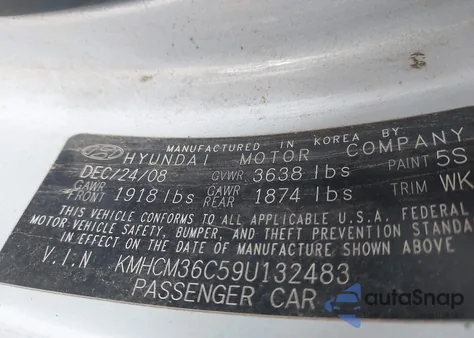 MANUFACTURED IN KOREA BY
HYUNDAI MOTOR COMPANY
DEC/24/08 GVWR 3638 lbs PAINT 5S
GAWR FRONT 1918 lbs GAWR REAR 1874 lbs TRIM WK
THIS VEHICLE CONFORMS TO ALL APPLICABLE U.S.A. FEDERAL
MOTOR VEHICLE SAFETY, BUMPER, AND THEFT PREVENTION
IN EFFECT ON THE DATE OF MANUFACTURE SHOWN ABOVE
V.I.N KMHCM36C59U132483
PASSENGER CAR
autoSnap